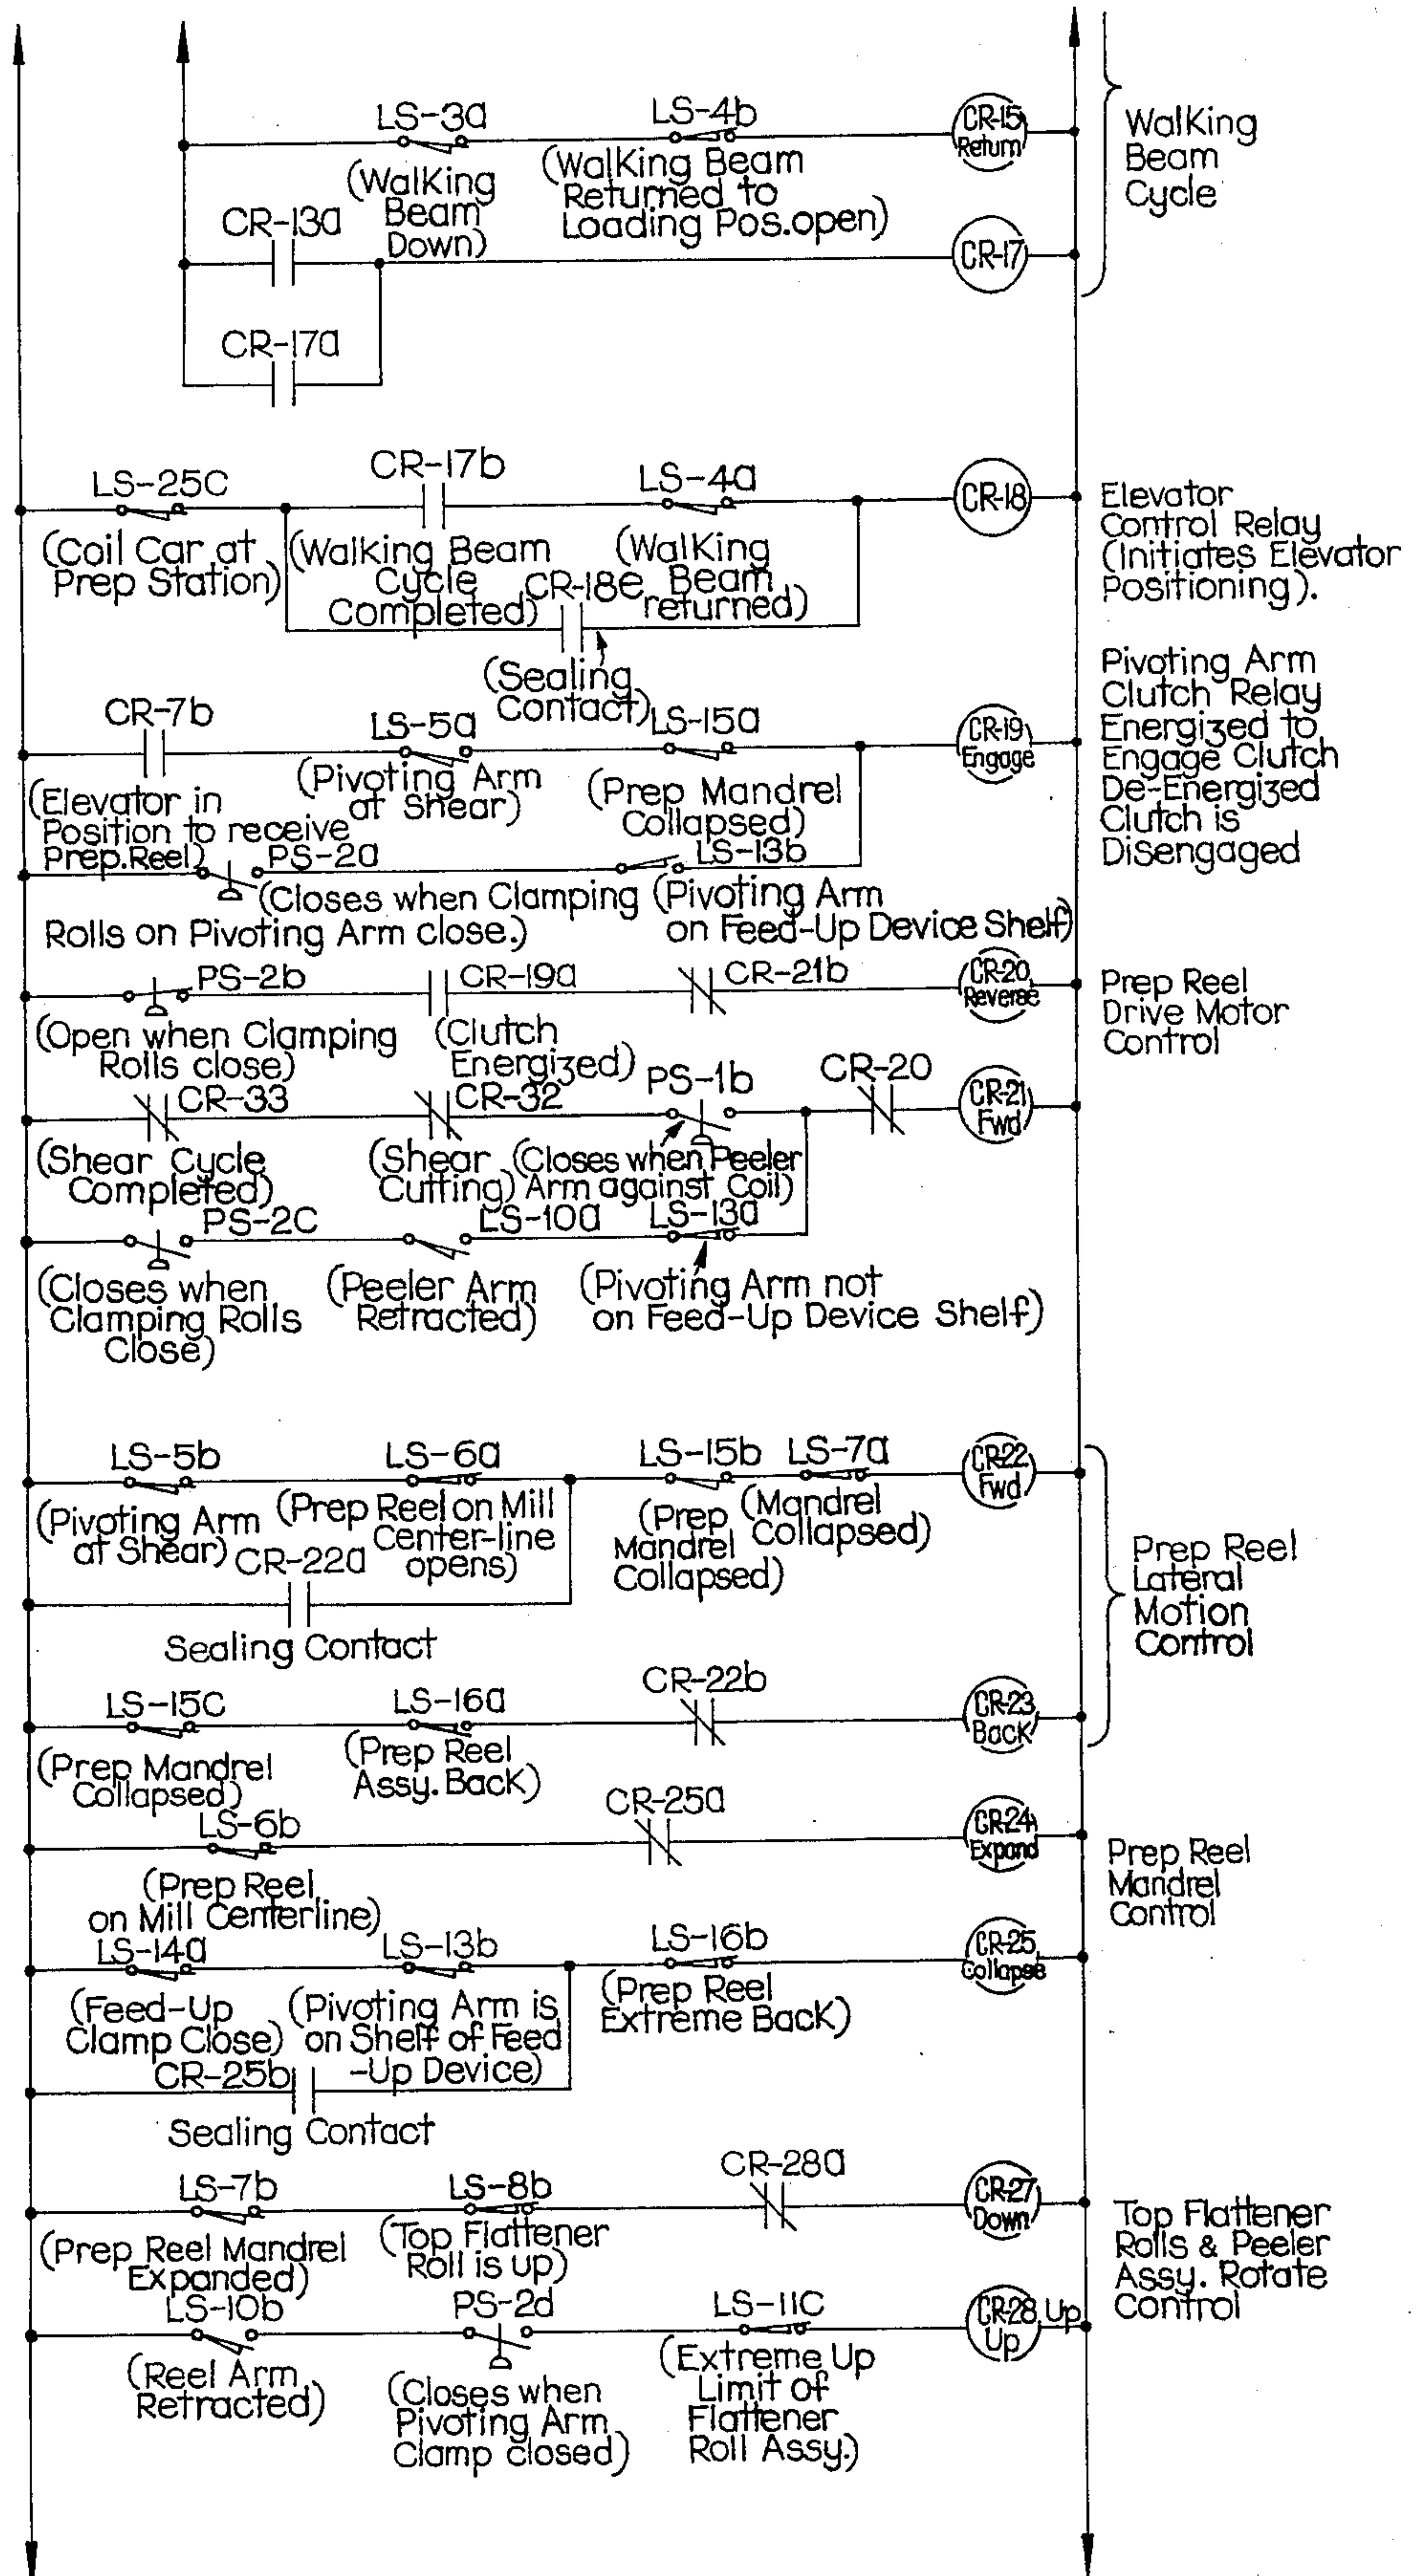 LS-3a
LS-4b
CR-15
Return
(Walking
Beam
Down)
(Walking Beam
Returned to
Loading Pos.open)
Walking
Beam
Cycle
CR-13a
CR-17
CR-17a
LS-25C
CR-17b
LS-4a
CR-18
(Coil Car at
Prep Station)
(Walking Beam
Cycle
Completed)
(Walking
Beam
returned)
CR-18e
(Sealing
Contact)
Elevator
Control Relay
(Initiates Elevator
Positioning).
CR-7b
LS-5a
LS-15a
CR-19
Engage
(Elevator in
Position to receive
Prep.Reel)
(Pivoting Arm
at Shear)
(Prep Mandrel
Collapsed)
Pivoting Arm
Clutch Relay
Energized to
Engage Clutch
De-Energized
Clutch is
Disengaged
PS-2a
LS-13b
(Closes when Clamping
Rolls on Pivoting Arm close.)
(Pivoting Arm
on Feed-Up Device Shelf)
PS-2b
CR-19a
CR-21b
CR-20
Reverse
(Open when Clamping
Rolls close)
(Clutch
Energized)
Prep Reel
Drive Motor
Control
CR-33
CR-32
PS-1b
CR-20
CR-21
Fwd
(Shear Cycle
Completed)
(Shear
Cutting)
(Closes when Peeler
Arm against Coil)
PS-2C
LS-10a
LS-13a
(Closes when
Clamping Rolls
Close)
(Peeler Arm
Retracted)
(Pivoting Arm not
on Feed-Up Device Shelf)
LS-5b
LS-6a
LS-15b
LS-7a
CR-22
Fwd
(Pivoting Arm
at Shear)
(Prep Reel on Mill
Center-line
opens)
(Prep
Mandrel
Collapsed)
(Mandrel
Collapsed)
CR-22a
Sealing Contact
Prep Reel
Lateral
Motion
Control
LS-15C
LS-16a
CR-22b
CR-23
Back
(Prep Mandrel
Collapsed)
(Prep Reel
Assy. Back)
LS-6b
CR-25a
CR-24
Expand
(Prep Reel
on Mill Centerline)
Prep Reel
Mandrel
Control
LS-14a
LS-13b
LS-16b
CR-25
Collapse
(Feed-Up
Clamp Close)
(Pivoting Arm is
on Shelf of Feed
-Up Device)
(Prep Reel
Extreme Back)
CR-25b
Sealing Contact
LS-7b
LS-8b
CR-28a
CR-27
Down
(Prep Reel Mandrel
Expanded)
(Top Flattener
Roll is up)
Top Flattener
Rolls & Peeler
Assy. Rotate
Control
LS-10b
PS-2d
LS-11C
CR-28
Up
Up
(Reel Arm
Retracted)
(Closes when
Pivoting Arm
Clamp closed)
(Extreme Up
Limit of
Flattener
Roll Assy.)